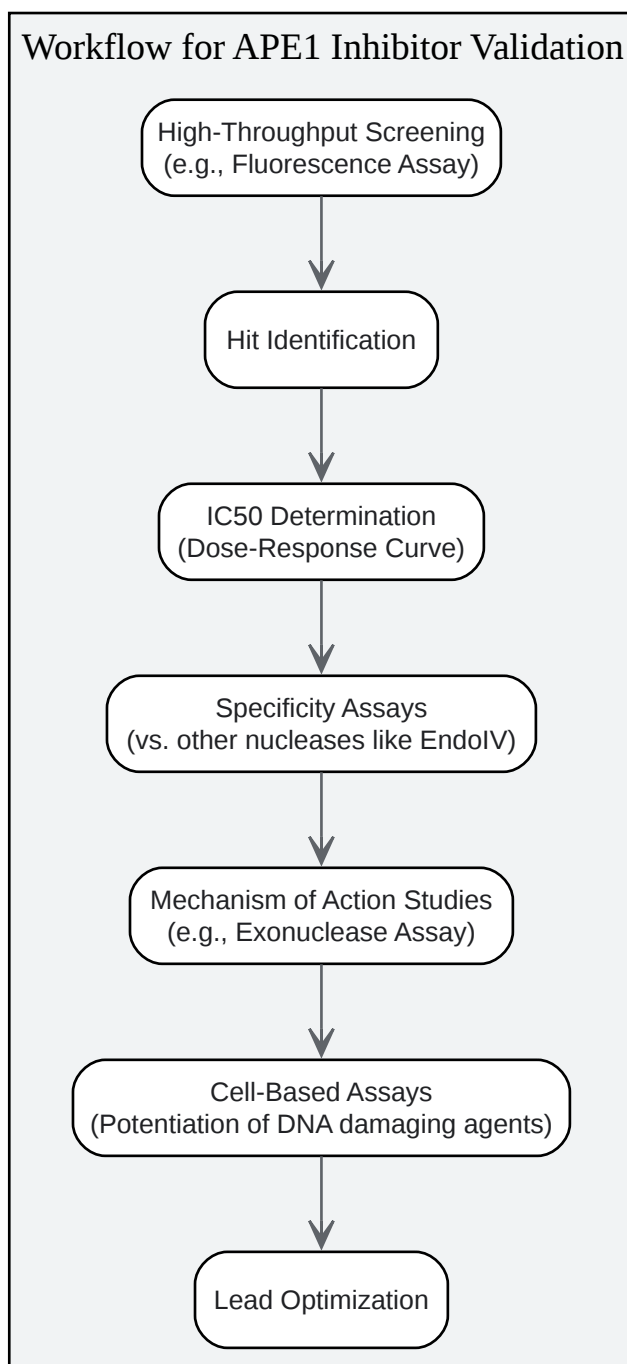 Workflow for APE1 Inhibitor Validation
High-Throughput Screening
(e.g., Fluorescence Assay)
Hit Identification
IC50 Determination
(Dose-Response Curve)
Specificity Assays
(vs. other nucleases like EndoIV)
Mechanism of Action Studies
(e.g., Exonuclease Assay)
Cell-Based Assays
(Potentiation of DNA damaging agents)
Lead Optimization